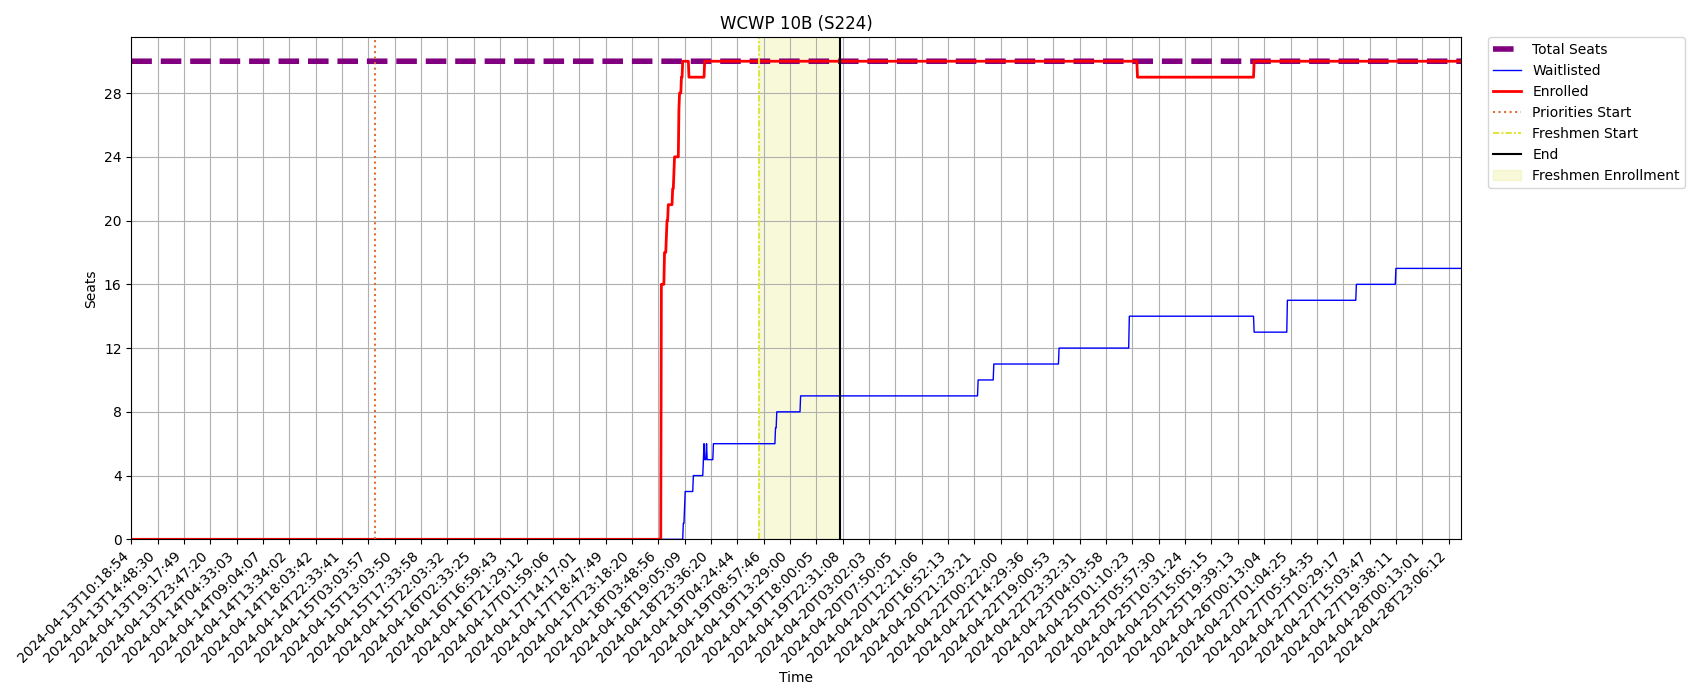 WCWP 10B (S224)
Total Seats
Waitlisted
Enrolled
Priorities Start
Freshmen Start
End
Freshmen Enrollment
Seats
28
24
20
16
12
8
4
0
2024-04-13T10:18:54
2024-04-13T14:48:30
2024-04-13T19:17:49
2024-04-13T23:47:20
2024-04-14T04:33:03
2024-04-14T09:04:07
2024-04-14T13:34:02
2024-04-14T18:03:42
2024-04-14T22:33:41
2024-04-15T03:03:57
2024-04-15T13:03:50
2024-04-15T17:33:58
2024-04-15T22:03:32
2024-04-16T02:33:25
2024-04-16T16:59:43
2024-04-16T21:29:12
2024-04-17T01:59:06
2024-04-17T14:17:01
2024-04-17T18:47:49
2024-04-17T23:18:20
2024-04-18T03:48:56
2024-04-18T19:05:09
2024-04-18T23:36:20
2024-04-19T04:24:44
2024-04-19T08:57:46
2024-04-19T13:29:00
2024-04-19T18:00:05
2024-04-19T22:31:08
2024-04-20T03:02:03
2024-04-20T07:50:05
2024-04-20T12:21:06
2024-04-20T16:52:13
2024-04-20T21:23:21
2024-04-22T00:22:00
2024-04-22T14:29:36
2024-04-22T19:00:53
2024-04-22T23:32:31
2024-04-23T04:03:58
2024-04-25T01:10:23
2024-04-25T05:57:30
2024-04-25T10:31:24
2024-04-25T15:05:15
2024-04-25T19:39:13
2024-04-26T00:13:04
2024-04-27T01:04:25
2024-04-27T05:54:35
2024-04-27T10:29:17
2024-04-27T15:03:47
2024-04-27T19:38:11
2024-04-28T00:13:01
2024-04-28T23:06:12
Time